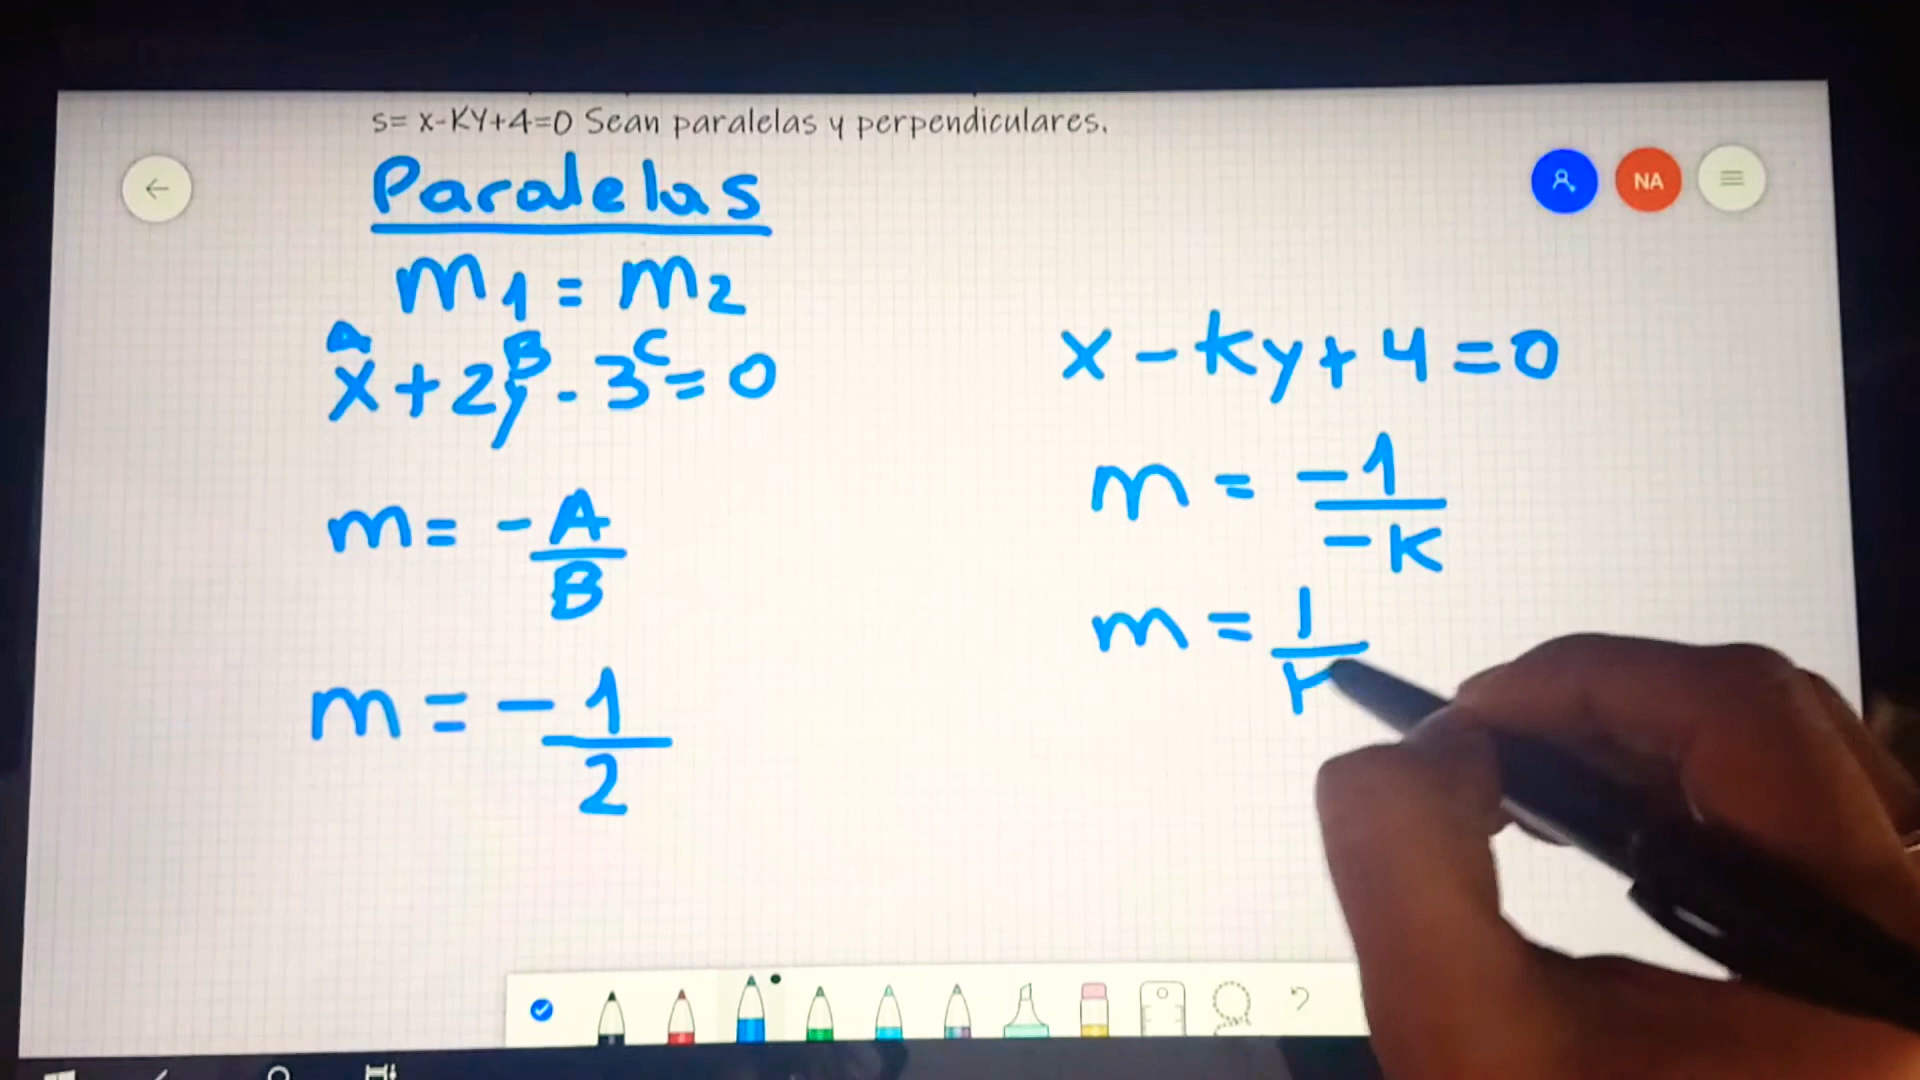 s= x-KY+4=0 Sean paralelas y perpendiculares.
Paralelas
m1 = m2
A B C
x + 2y - 3 = 0
m = -A/B
m = -1/2
x - ky + 4 = 0
m = -1/-k
m = 1/
NA